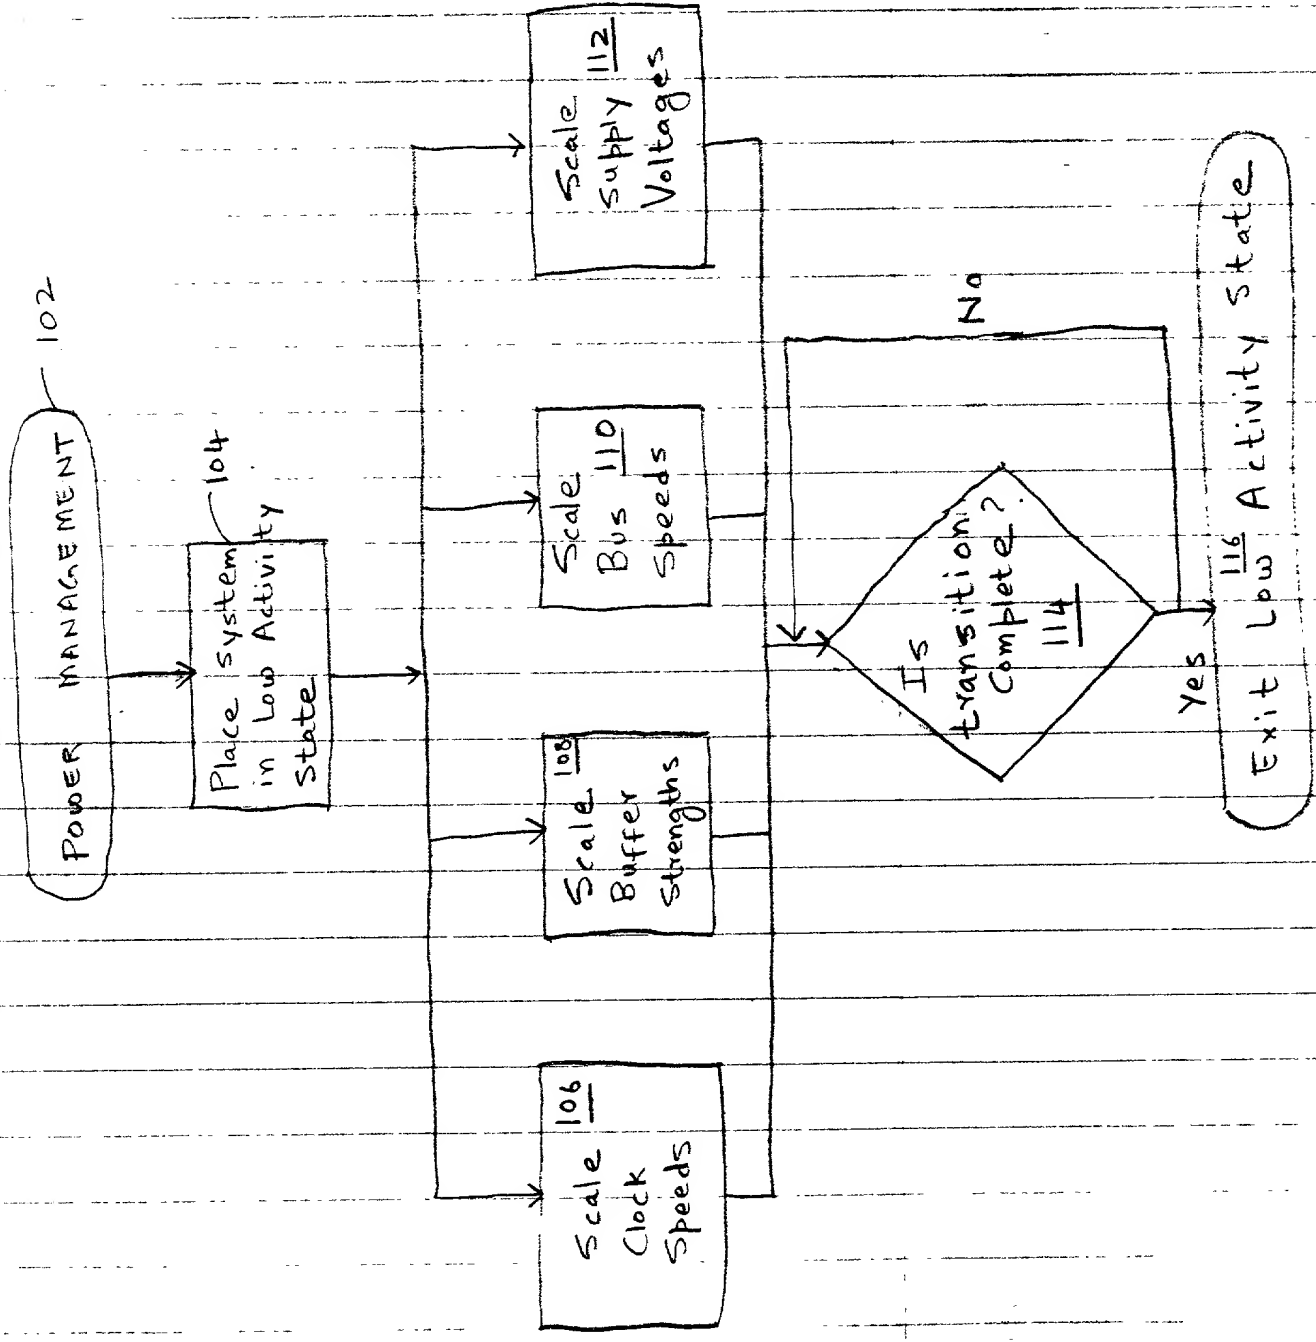 POWER MANAGEMENT
102
Place system
in Low Activity
State
104
Scale 106
Clock
Speeds
Scale 108
Buffer
Strengths
Scale
Bus 110
Speeds
Scale
Supply 112
Voltages
Is
transition
Complete?
114
No
Yes
116
Exit Low Activity State